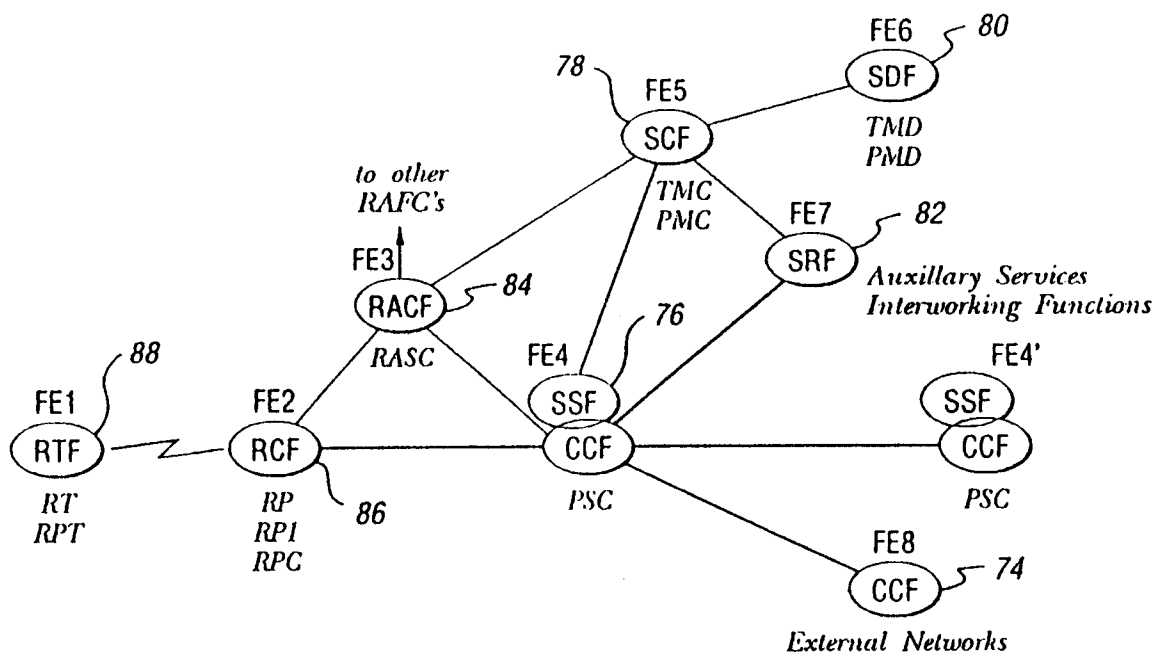 FE6
80
SDF
TMD
PMD
78
FE5
SCF
TMC
PMC
FE7
82
SRF
Auxillary Services
Interworking Functions
to other
RAFC's
FE3
RACF
84
RASC
76
FE4
SSF
CCF
PSC
FE4'
SSF
CCF
PSC
88
FE1
RTF
RT
RPT
FE2
RCF
86
RP
RPI
RPC
FE8
CCF
74
External Networks